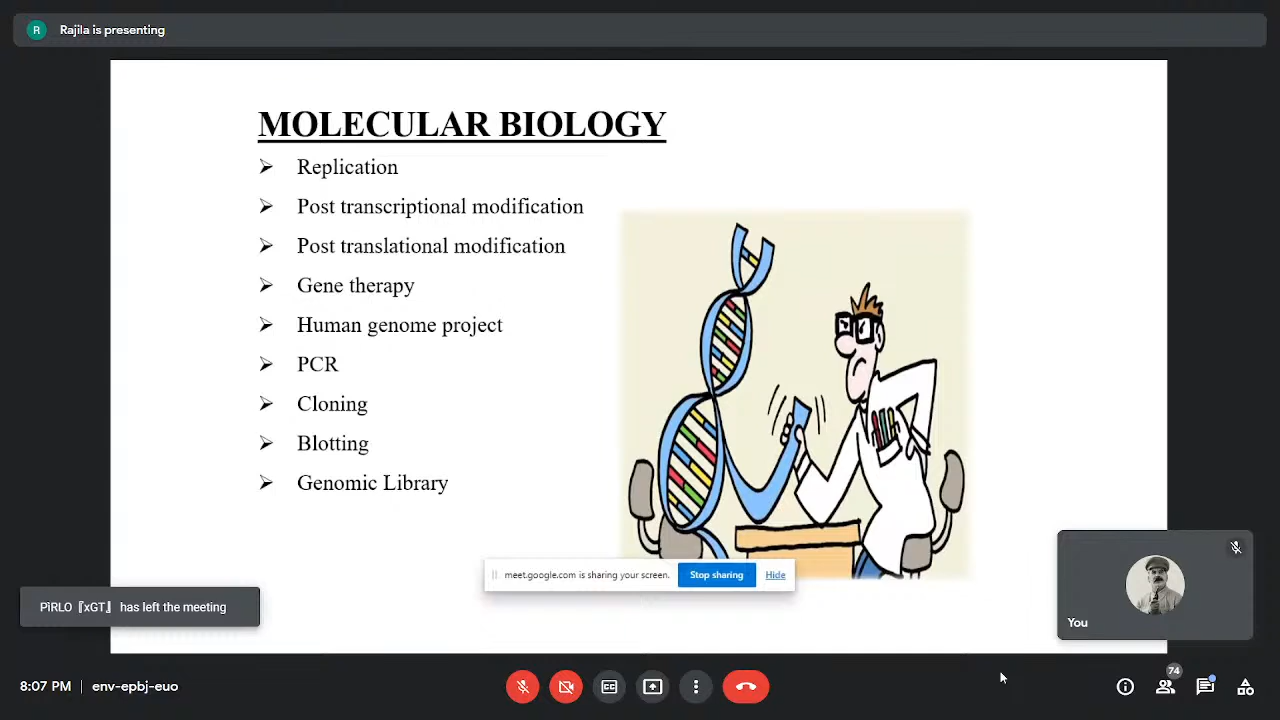 R Rajila is presenting
MOLECULAR BIOLOGY
Replication
Post transcriptional modification
Post translational modification
Gene therapy
Human genome project
PCR
Cloning
Blotting
Genomic Library
meet.google.com is sharing your screen. Stop sharing Hide
PiRLO『xGT』 has left the meeting
You
8:07 PM | env-epbj-euo
74